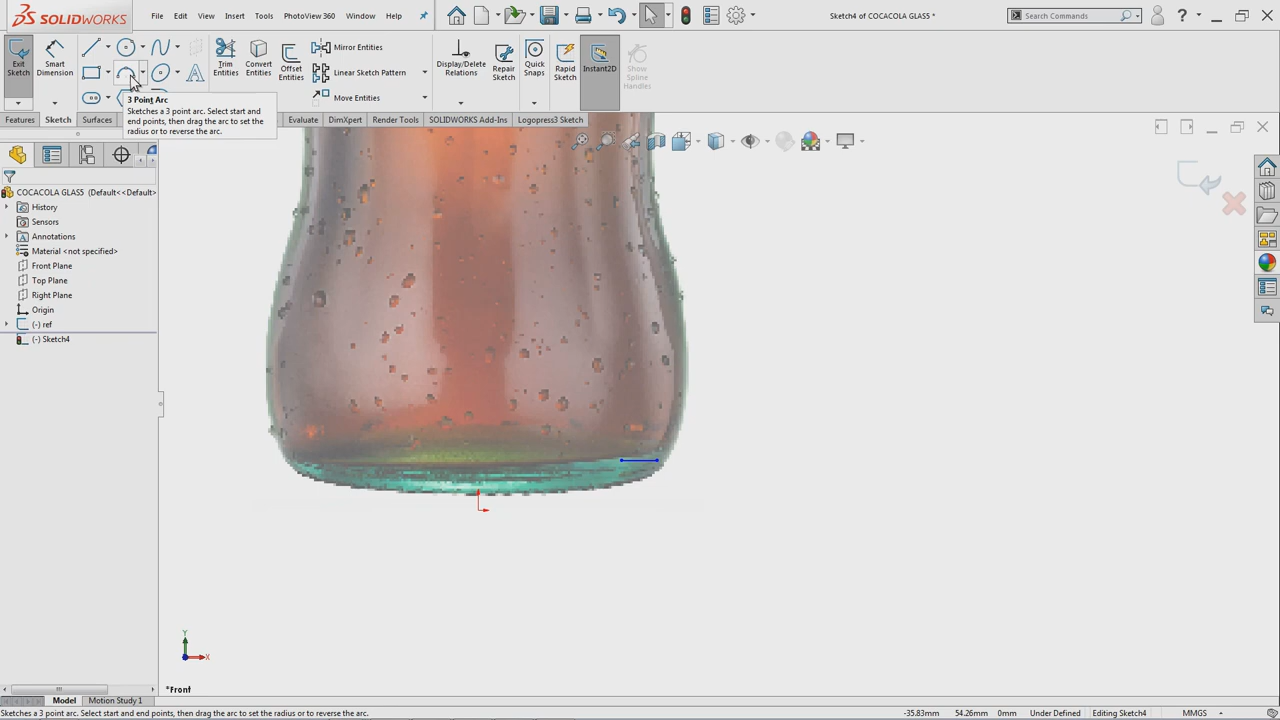 SOLIDWORKS
File
Edit
View
Insert
Tools
PhotoView 360
Window
Help
Sketch4 of COCACOLA GLASS *
Search Commands
?
Exit Sketch
Smart Dimension
Trim Entities
Convert Entities
Offset Entities
Mirror Entities
Linear Sketch Pattern
Move Entities
Display/Delete Relations
Repair Sketch
Quick Snaps
Rapid Sketch
Instant2D
Show Spline Handles
3 Point Arc
Sketches a 3 point arc. Select start and
end points, then drag the arc to set the
radius or to reverse the arc.
Features
Sketch
Surfaces
Evaluate
DimXpert
Render Tools
SOLIDWORKS Add-Ins
Logopress3 Sketch
COCACOLA GLASS (Default<<Default>
History
Sensors
Annotations
Material <not specified>
Front Plane
Top Plane
Right Plane
Origin
(-) ref
(-) Sketch4
Y
X
*Front
Model
Motion Study 1
Sketches a 3 point arc. Select start and end points, then drag the arc to set the radius or to reverse the arc.
-35.83mm
54.26mm
0mm
Under Defined
Editing Sketch4
MMGS